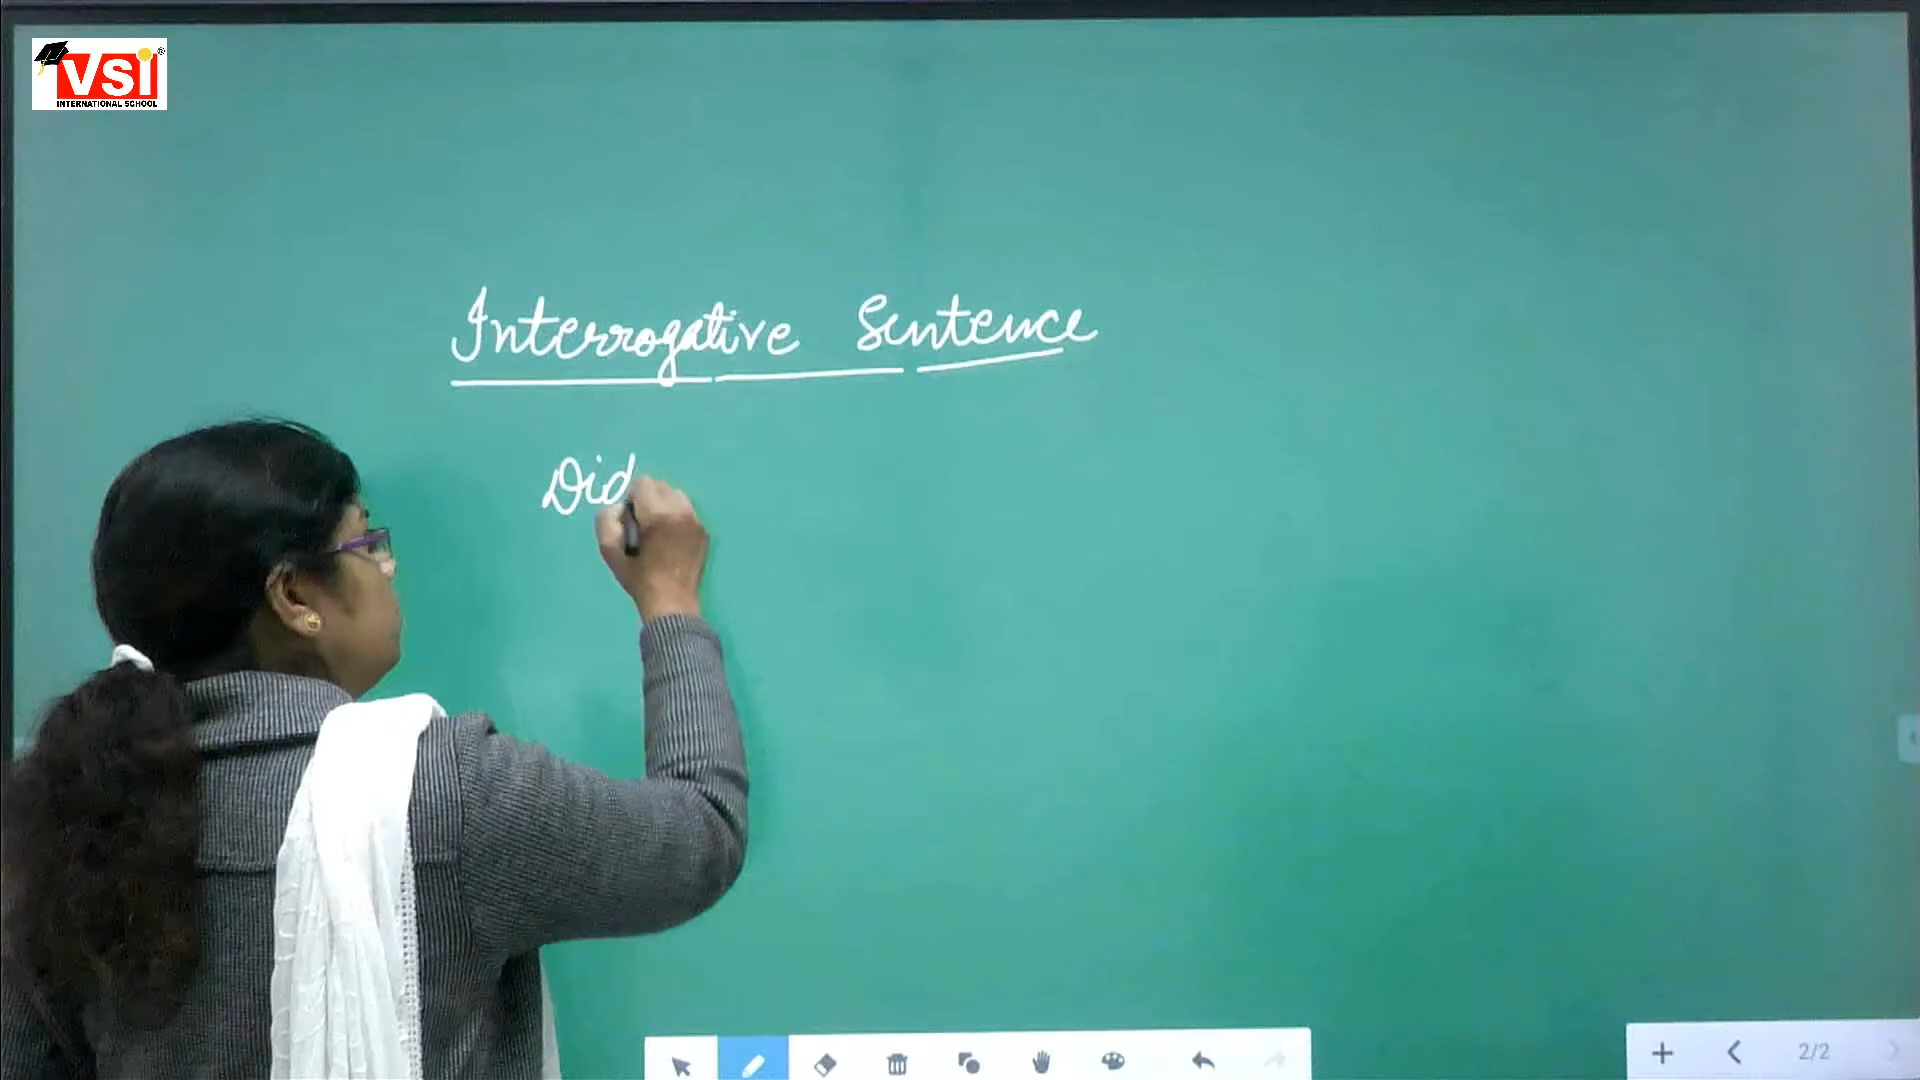 VSI
INTERNATIONAL SCHOOL
Interrogative Sentence
Did
2/2